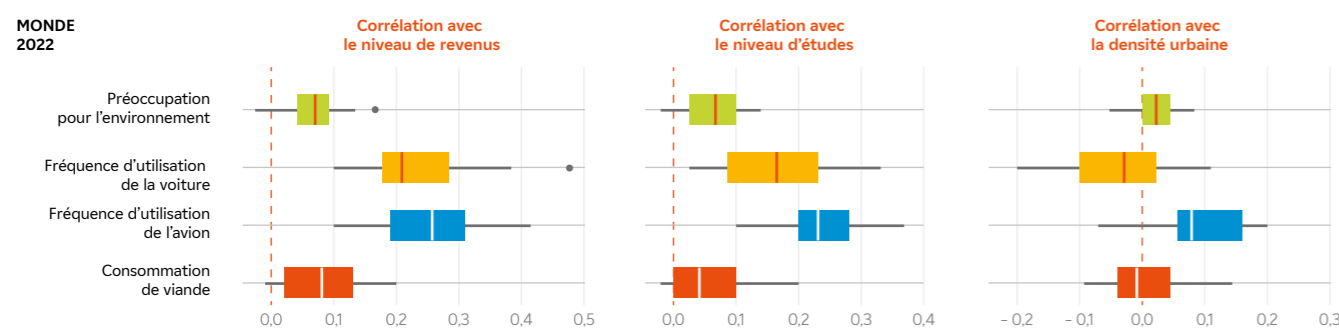 MONDE
2022
Corrélation avec
le niveau de revenus
Corrélation avec
le niveau d'études
Corrélation avec
la densité urbaine
Préoccupation
pour l'environnement
Fréquence d'utilisation
de la voiture
Fréquence d'utilisation
de l'avion
Consommation
de viande
0,0 0,1 0,2 0,3 0,4 0,5
0,0 0,1 0,2 0,3 0,4
– 0,2 – 0,1 0,0 0,1 0,2 0,3